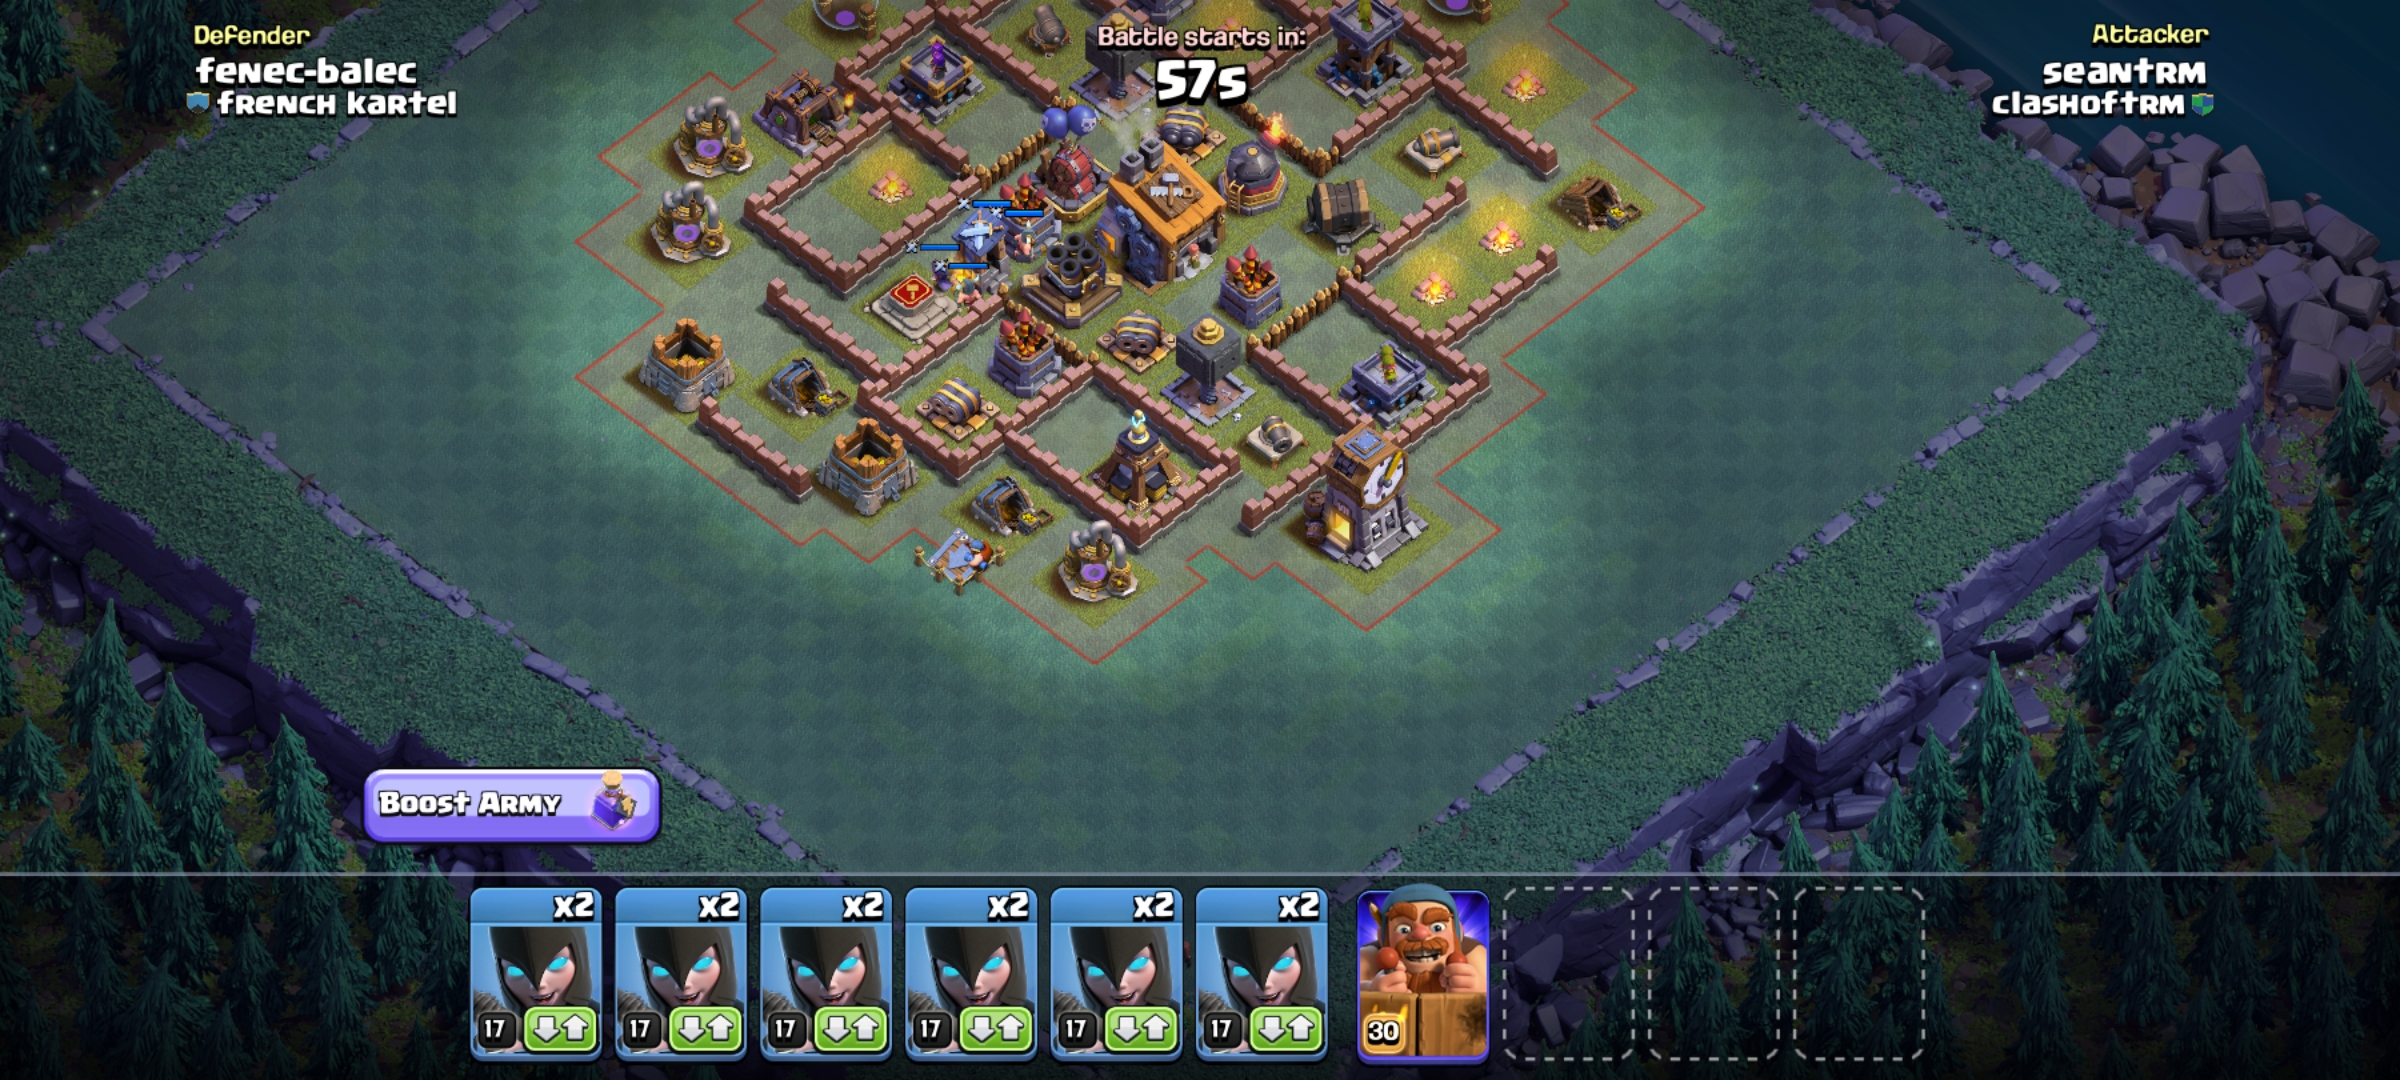 Defender
fenec-balec
french kartel
Battle starts in:
57s
Attacker
seantRM
clashoftRM
Boost Army
x2
x2
x2
x2
x2
x2
17
17
17
17
17
17
30